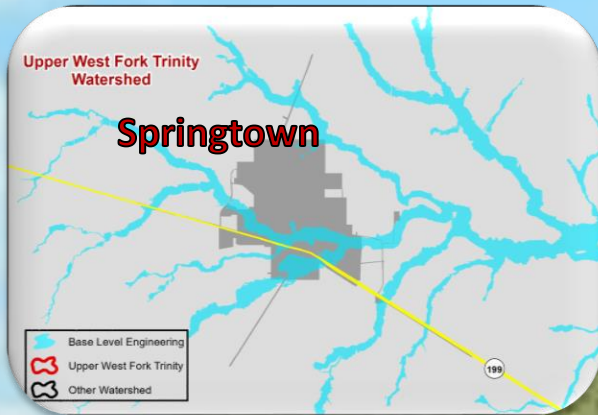 Upper West Fork Trinity
Watershed
Springtown
199
Base Level Engineering
Upper West Fork Trinity
Other Watershed